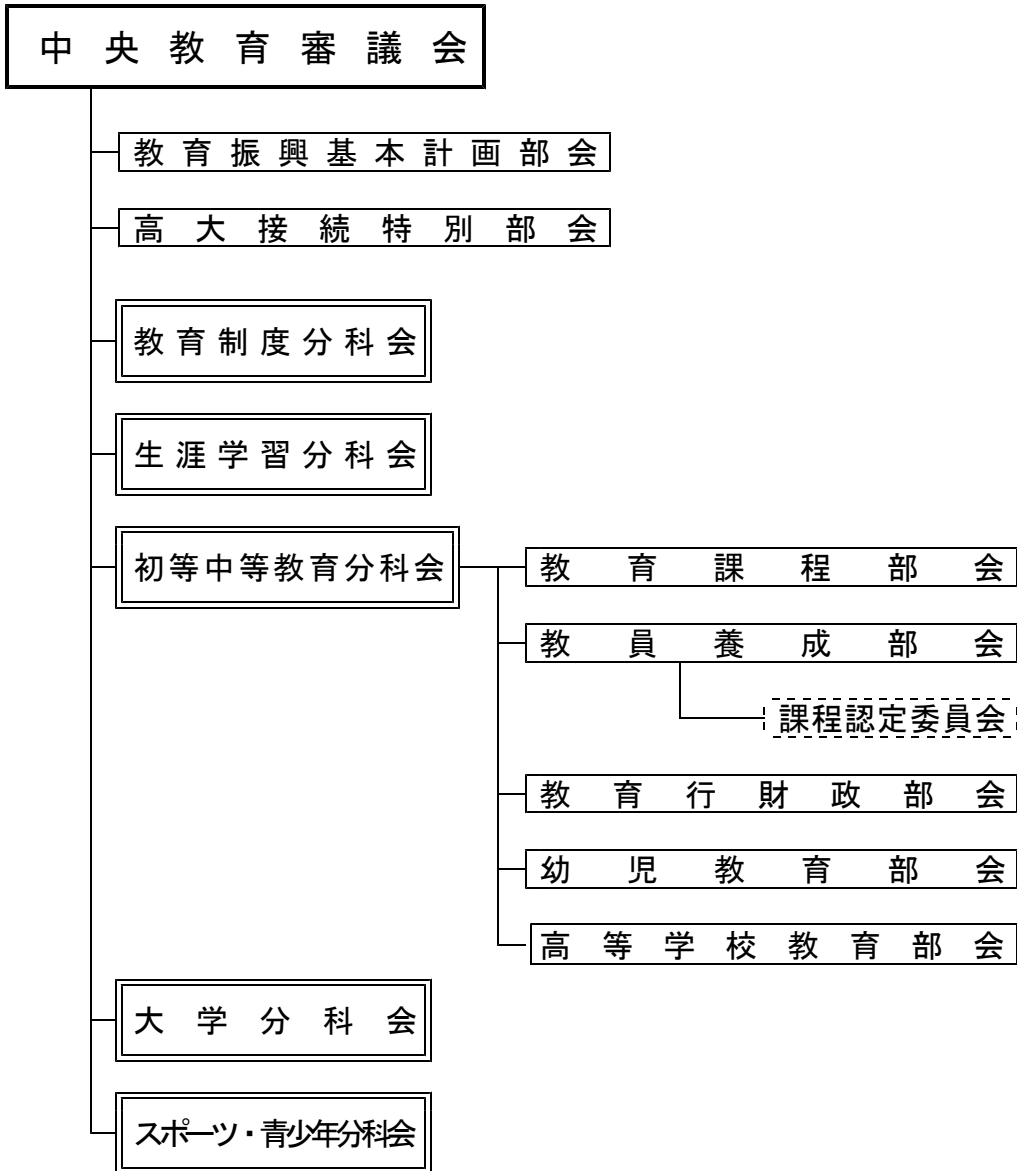 中央教育審議会
教育振興基本計画部会
高大接続特別部会
教育制度分科会
生涯学習分科会
初等中等教育分科会
教育課程部会
教員養成部会
課程認定委員会
教育行財政部会
幼児教育部会
高等学校教育部会
大学分科会
スポーツ・青少年分科会